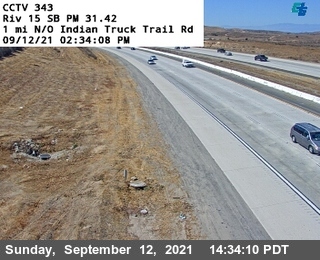 CCTV 343
Riv 15 SB PM 31.42
1 mi N/O Indian Truck Trail Rd
09/12/21 02:34:08 PM
Sunday, September 12, 2021 14:34:10 PDT